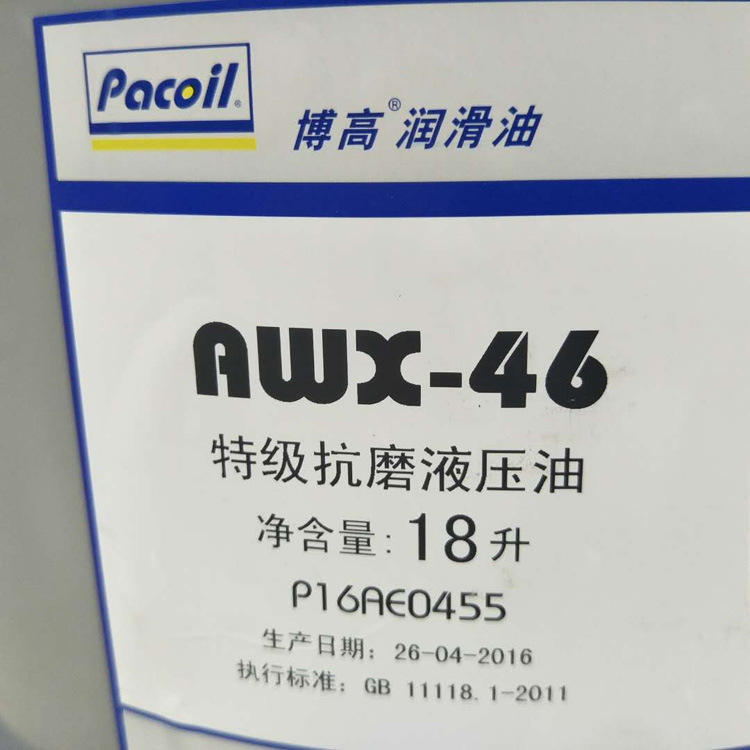 Pacoil®
博高®润滑油
AWX-46
特级抗磨液压油
净含量:18升
P16AE0455
生产日期: 26-04-2016
执行标准: GB 11118.1-2011